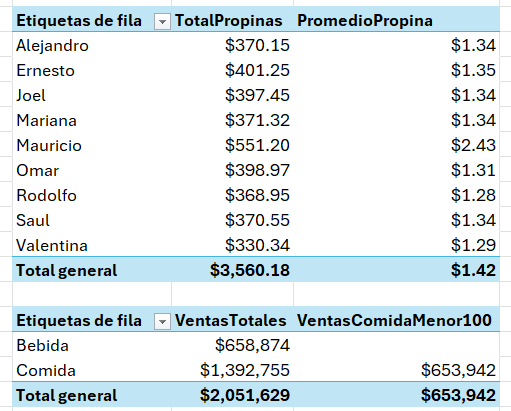 Etiquetas de fila TotalPropinas PromedioPropina
Alejandro $370.15 $1.34
Ernesto $401.25 $1.35
Joel $397.45 $1.34
Mariana $371.32 $1.34
Mauricio $551.20 $2.43
Omar $398.97 $1.31
Rodolfo $368.95 $1.28
Saul $370.55 $1.34
Valentina $330.34 $1.29
Total general $3,560.18 $1.42
Etiquetas de fila VentasTotales VentasComidaMenor100
Bebida $658,874
Comida $1,392,755 $653,942
Total general $2,051,629 $653,942